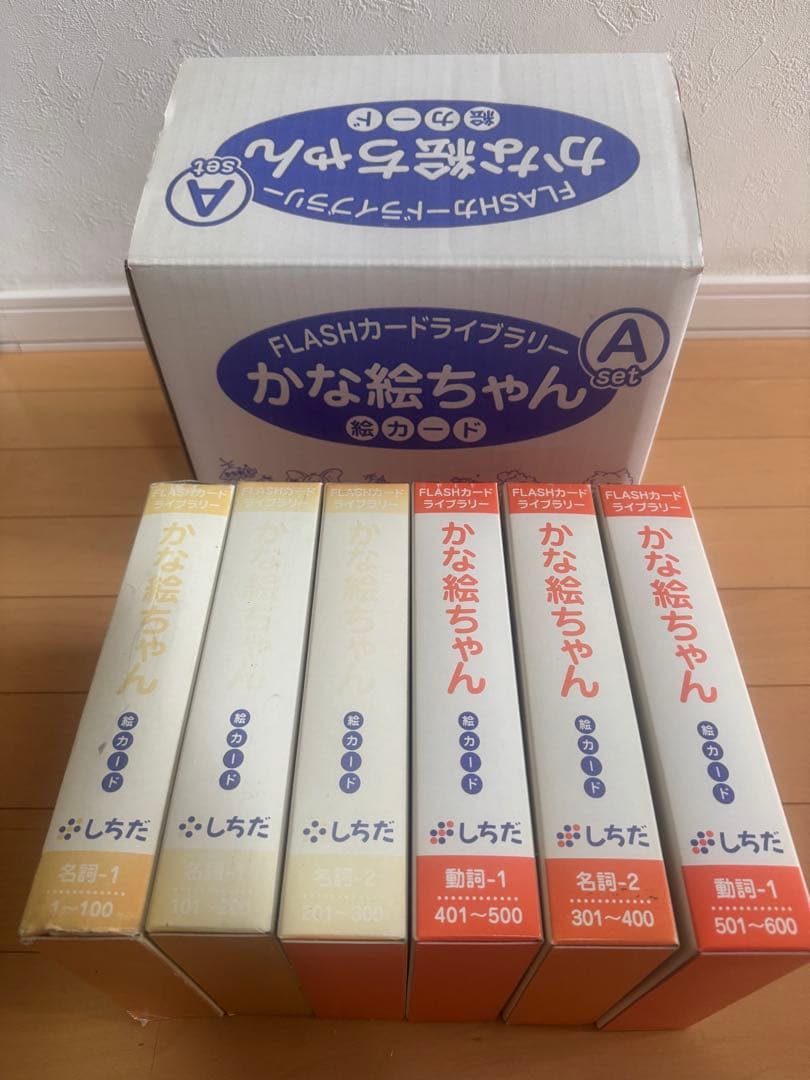 FLASHカードライブラリー
かな絵ちゃん
絵カード
A set
FLASHカードライブラリー
かな絵ちゃん
絵カード
A set
FLASHカード
ライブラリー
かな絵ちゃん
絵カード
しちだ
名詞-1
1～100
FLASHカード
ライブラリー
かな絵ちゃん
絵カード
しちだ
FLASHカード
ライブラリー
かな絵ちゃん
絵カード
しちだ
名詞-2
201～300
FLASHカード
ライブラリー
かな絵ちゃん
絵カード
しちだ
動詞-1
401～500
FLASHカード
ライブラリー
かな絵ちゃん
絵カード
しちだ
名詞-2
301～400
FLASHカード
ライブラリー
かな絵ちゃん
絵カード
しちだ
動詞-1
501～600